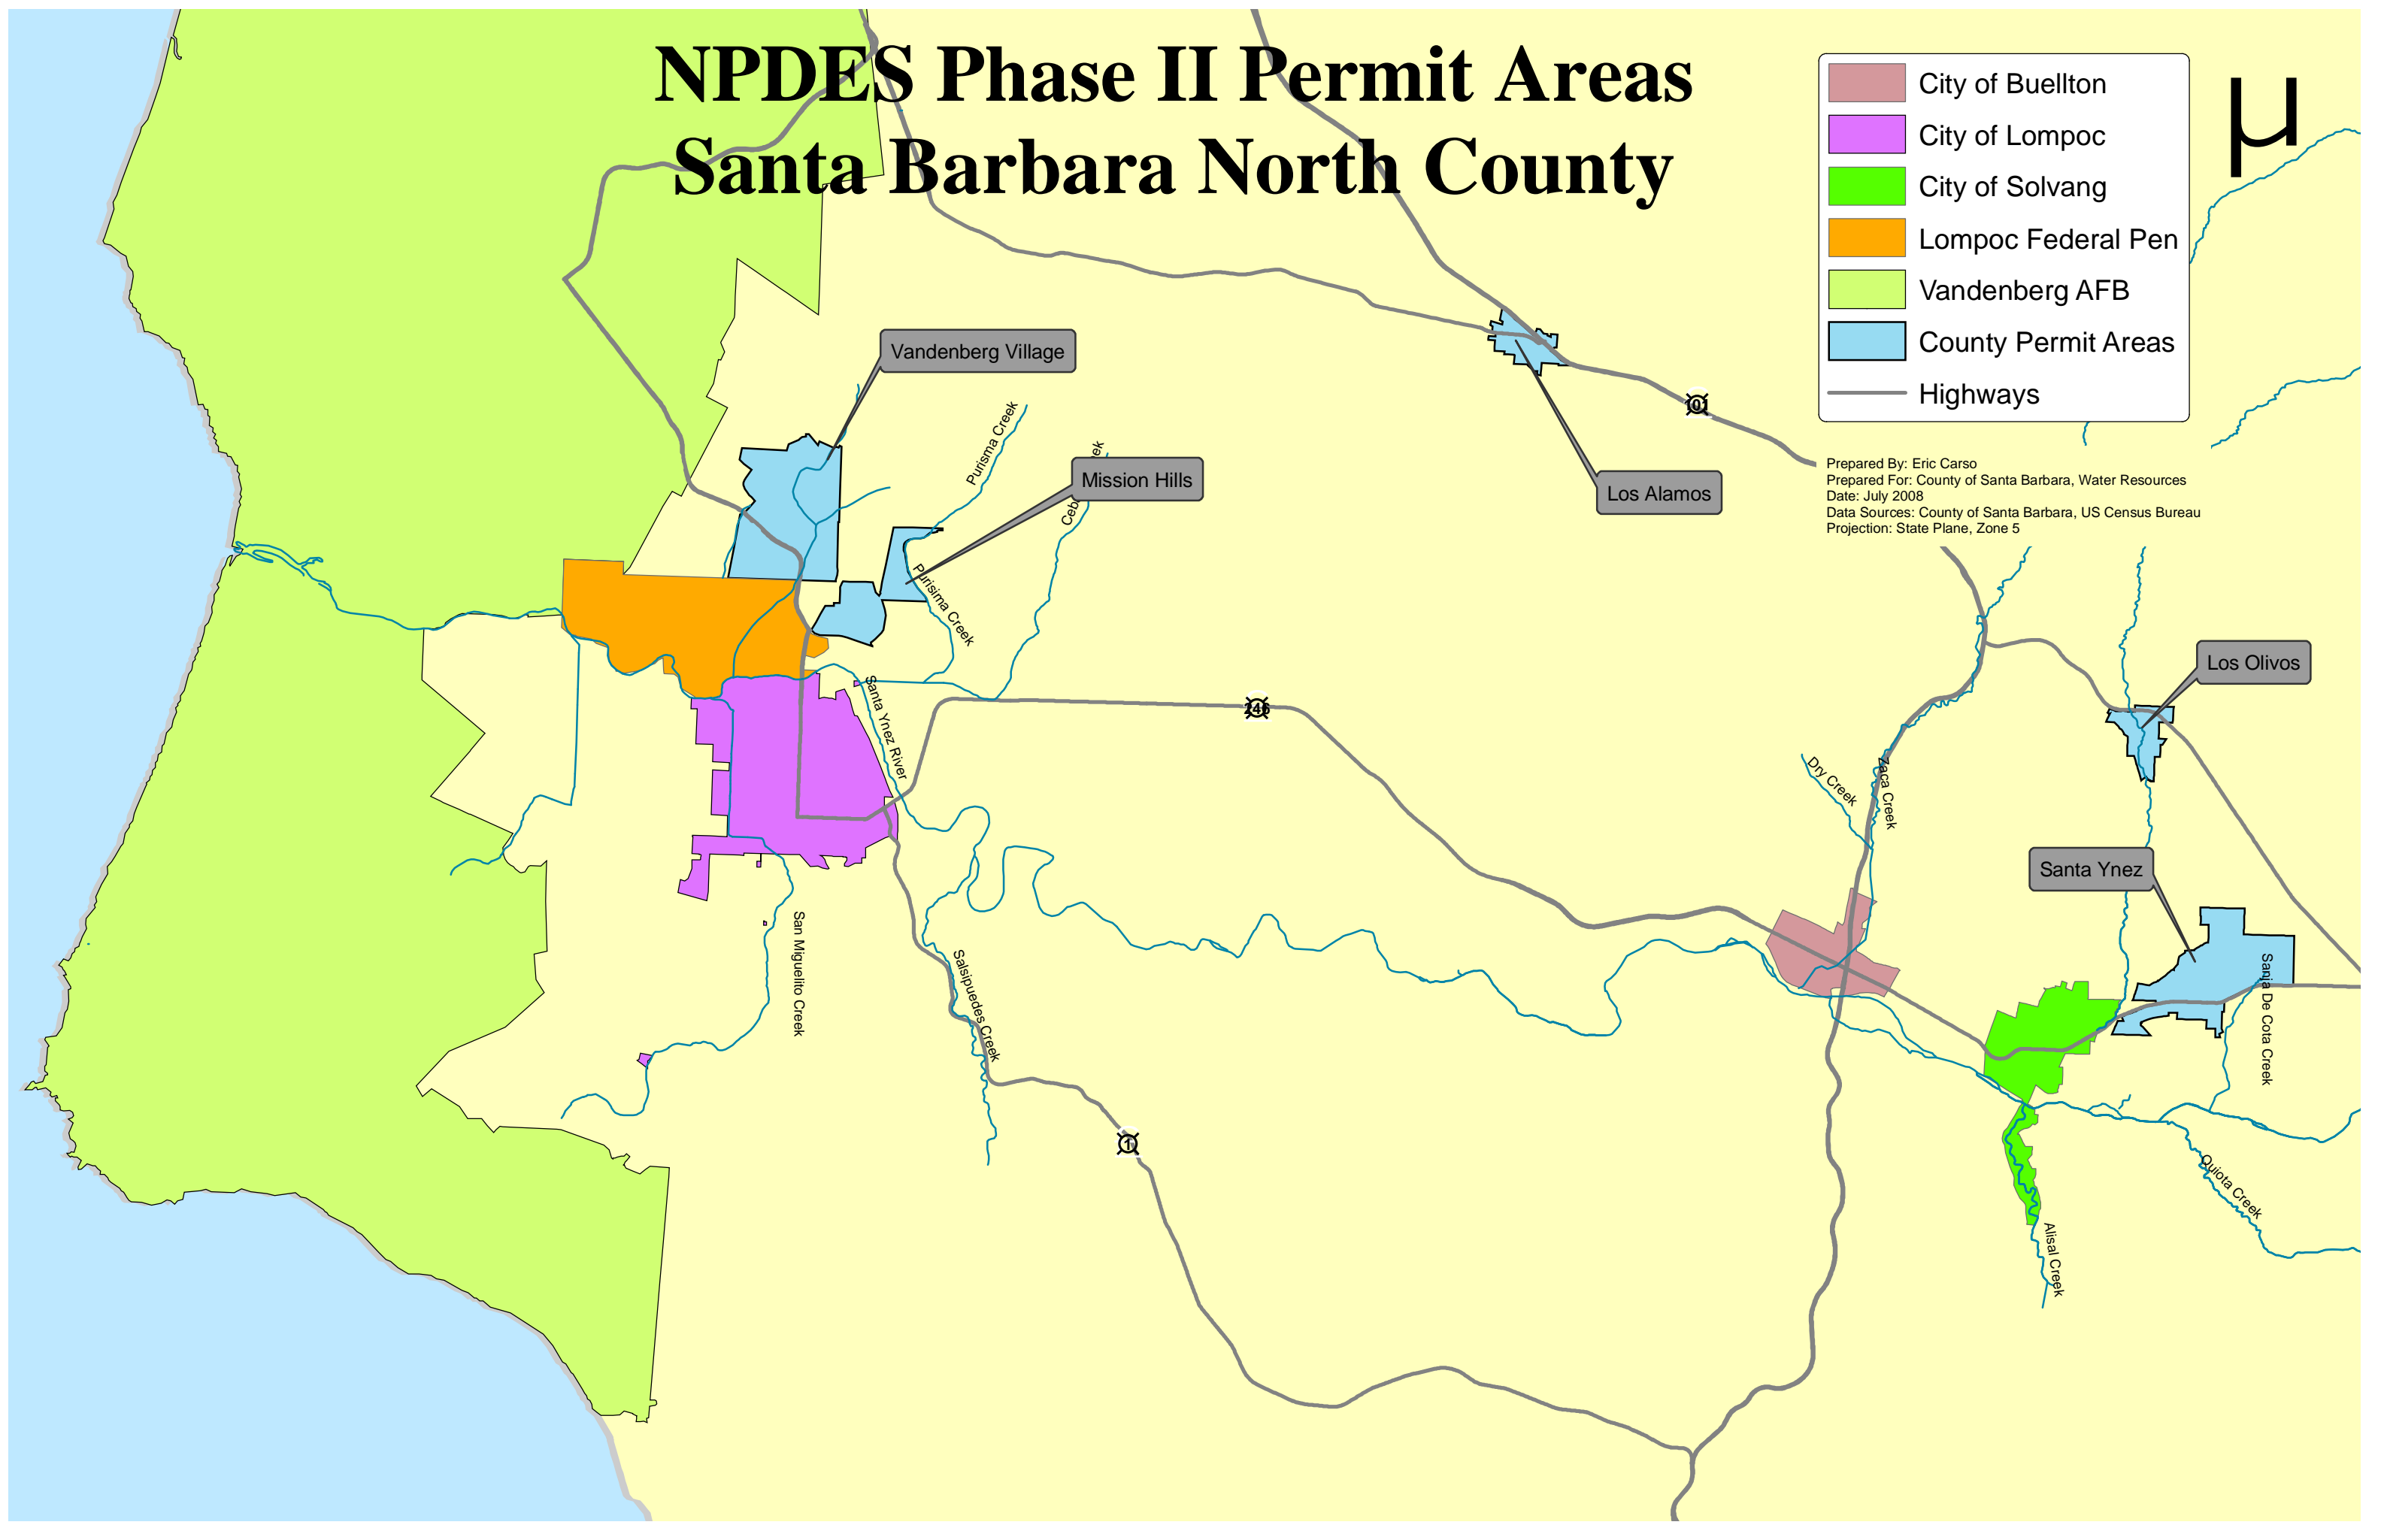 NPDES Phase II Permit Areas
Santa Barbara North County
City of Buellton
City of Lompoc
City of Solvang
Lompoc Federal Pen
Vandenberg AFB
County Permit Areas
Highways
µ
Prepared By: Eric Carso
Prepared For: County of Santa Barbara, Water Resources
Date: July 2008
Data Sources: County of Santa Barbara, US Census Bureau
Projection: State Plane, Zone 5
Vandenberg Village
Purisma Creek
Mission Hills
Los Alamos
101
Purisima Creek
Los Olivos
Santa Ynez River
246
Dry Creek
Zaca Creek
Santa Ynez
San Miguelito Creek
Salsipuedes Creek
Sanja De Cota Creek
1
Quiota Creek
Alisal Creek